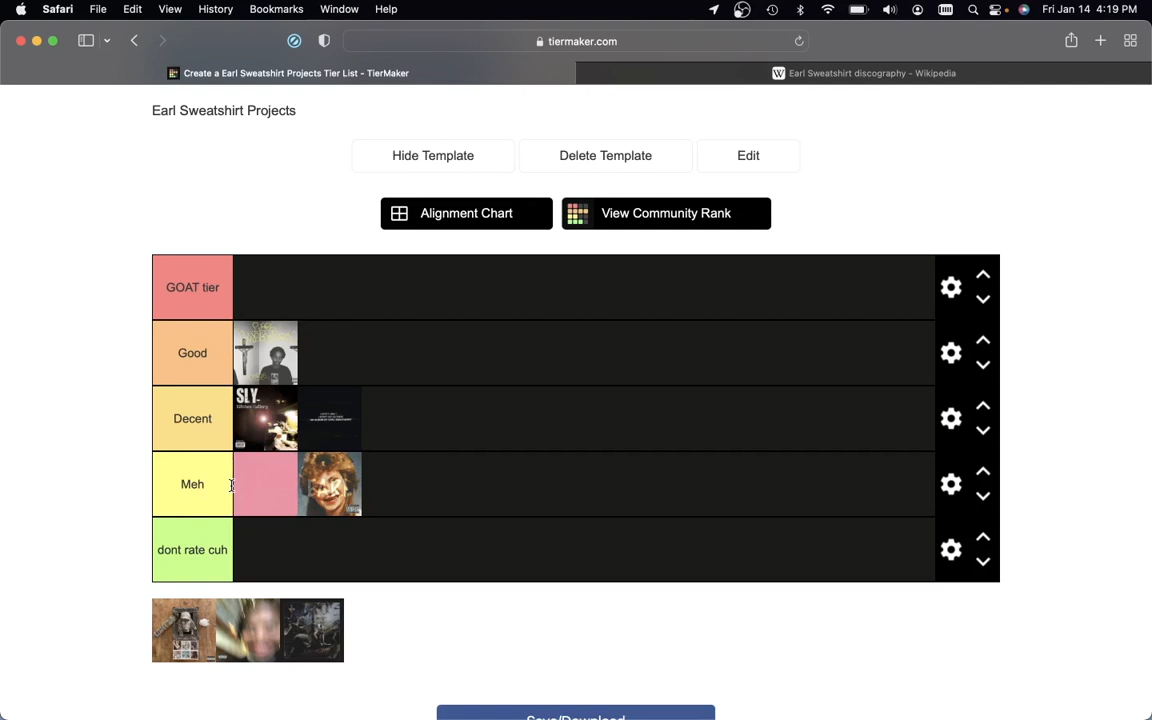 Safari File Edit View History Bookmarks Window Help Fri Jan 14 4:19 PM
tiermaker.com
Create a Earl Sweatshirt Projects Tier List - TierMaker
W Earl Sweatshirt discography - Wikipedia
Earl Sweatshirt Projects
Hide Template Delete Template Edit
Alignment Chart View Community Rank
GOAT tier
Good
Decent
SLY
Meh
dont rate cuh
Save/Download